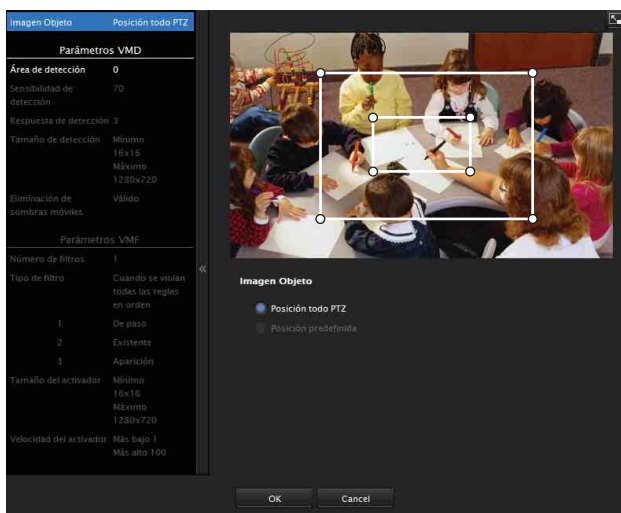 Imagen Objeto Posición todo PTZ
Parámetros VMD
Área de detección 0
Sensibilidad de detección 70
Respuesta de detección 3
Tamaño de detección Mínimo
16x16
Máximo
1280x720
Eliminación de sombras móviles Válido
Parámetros VMF
Número de filtros 1
Tipo de filtro Cuando se violan
todas las reglas
en orden
1 De paso
2 Existente
3 Aparición
Tamaño del activador Mínimo
16x16
Máximo
1280x720
Velocidad del activador Más bajo 1
Más alto 100
«
Imagen Objeto
Posición todo PTZ
Posición predefinida
OK Cancel